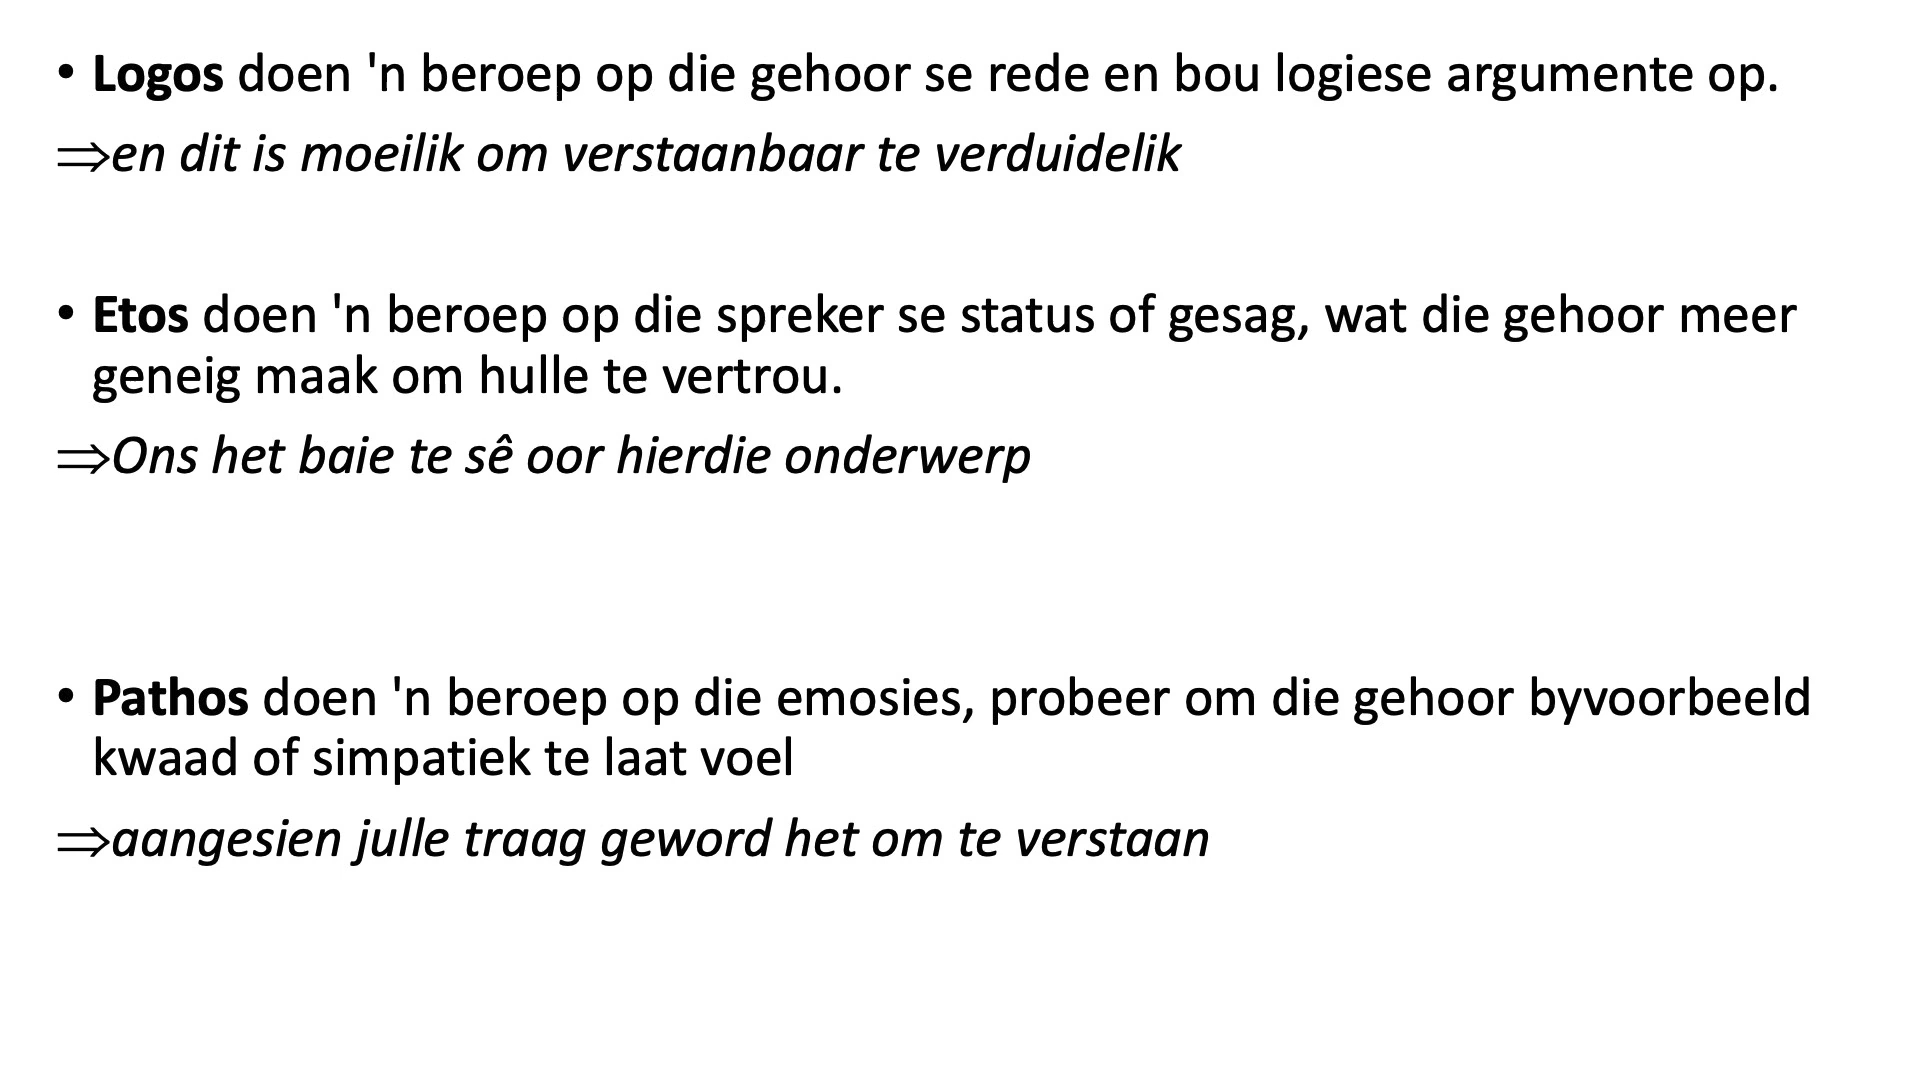 • Logos doen 'n beroep op die gehoor se rede en bou logiese argumente op.
⇒en dit is moeilik om verstaanbaar te verduidelik
• Etos doen 'n beroep op die spreker se status of gesag, wat die gehoor meer
geneig maak om hulle te vertrou.
⇒Ons het baie te sê oor hierdie onderwerp
• Pathos doen 'n beroep op die emosies, probeer om die gehoor byvoorbeeld
kwaad of simpatiek te laat voel
⇒aangesien julle traag geword het om te verstaan